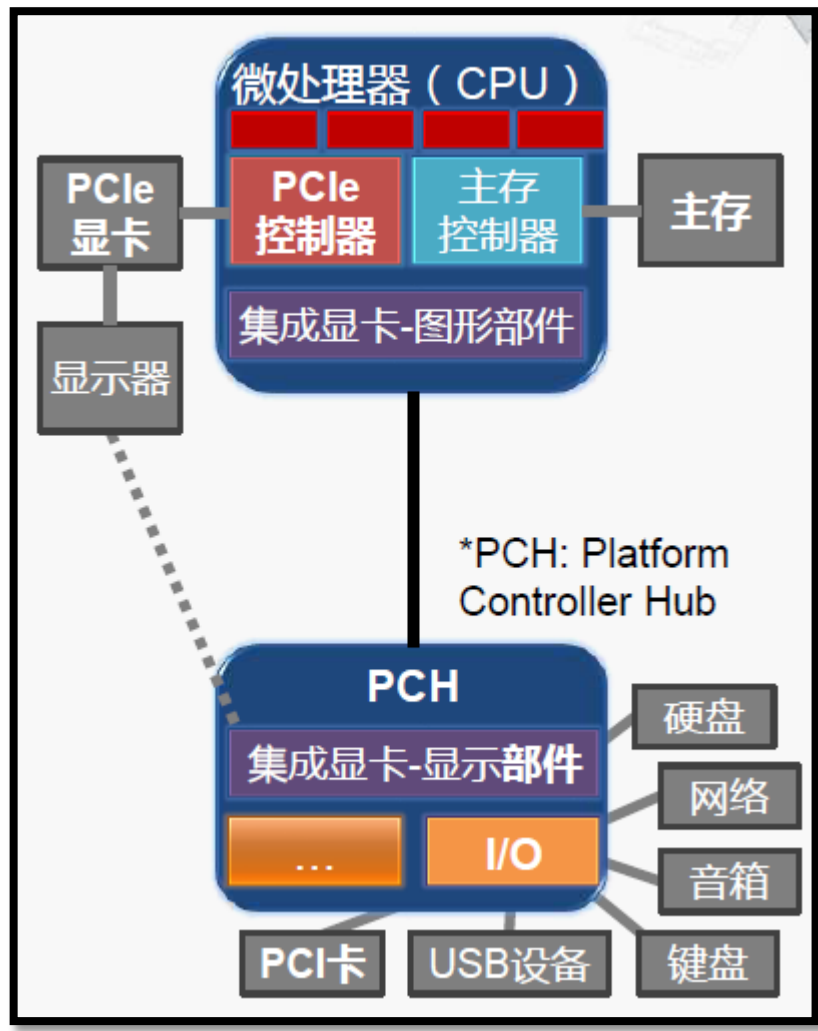 微处理器（CPU）
PCIe
显卡
PCIe
控制器
主存
控制器
主存
集成显卡-图形部件
显示器
*PCH: Platform
Controller Hub
PCH
集成显卡-显示部件
...
I/O
硬盘
网络
音箱
键盘
USB设备
PCI卡